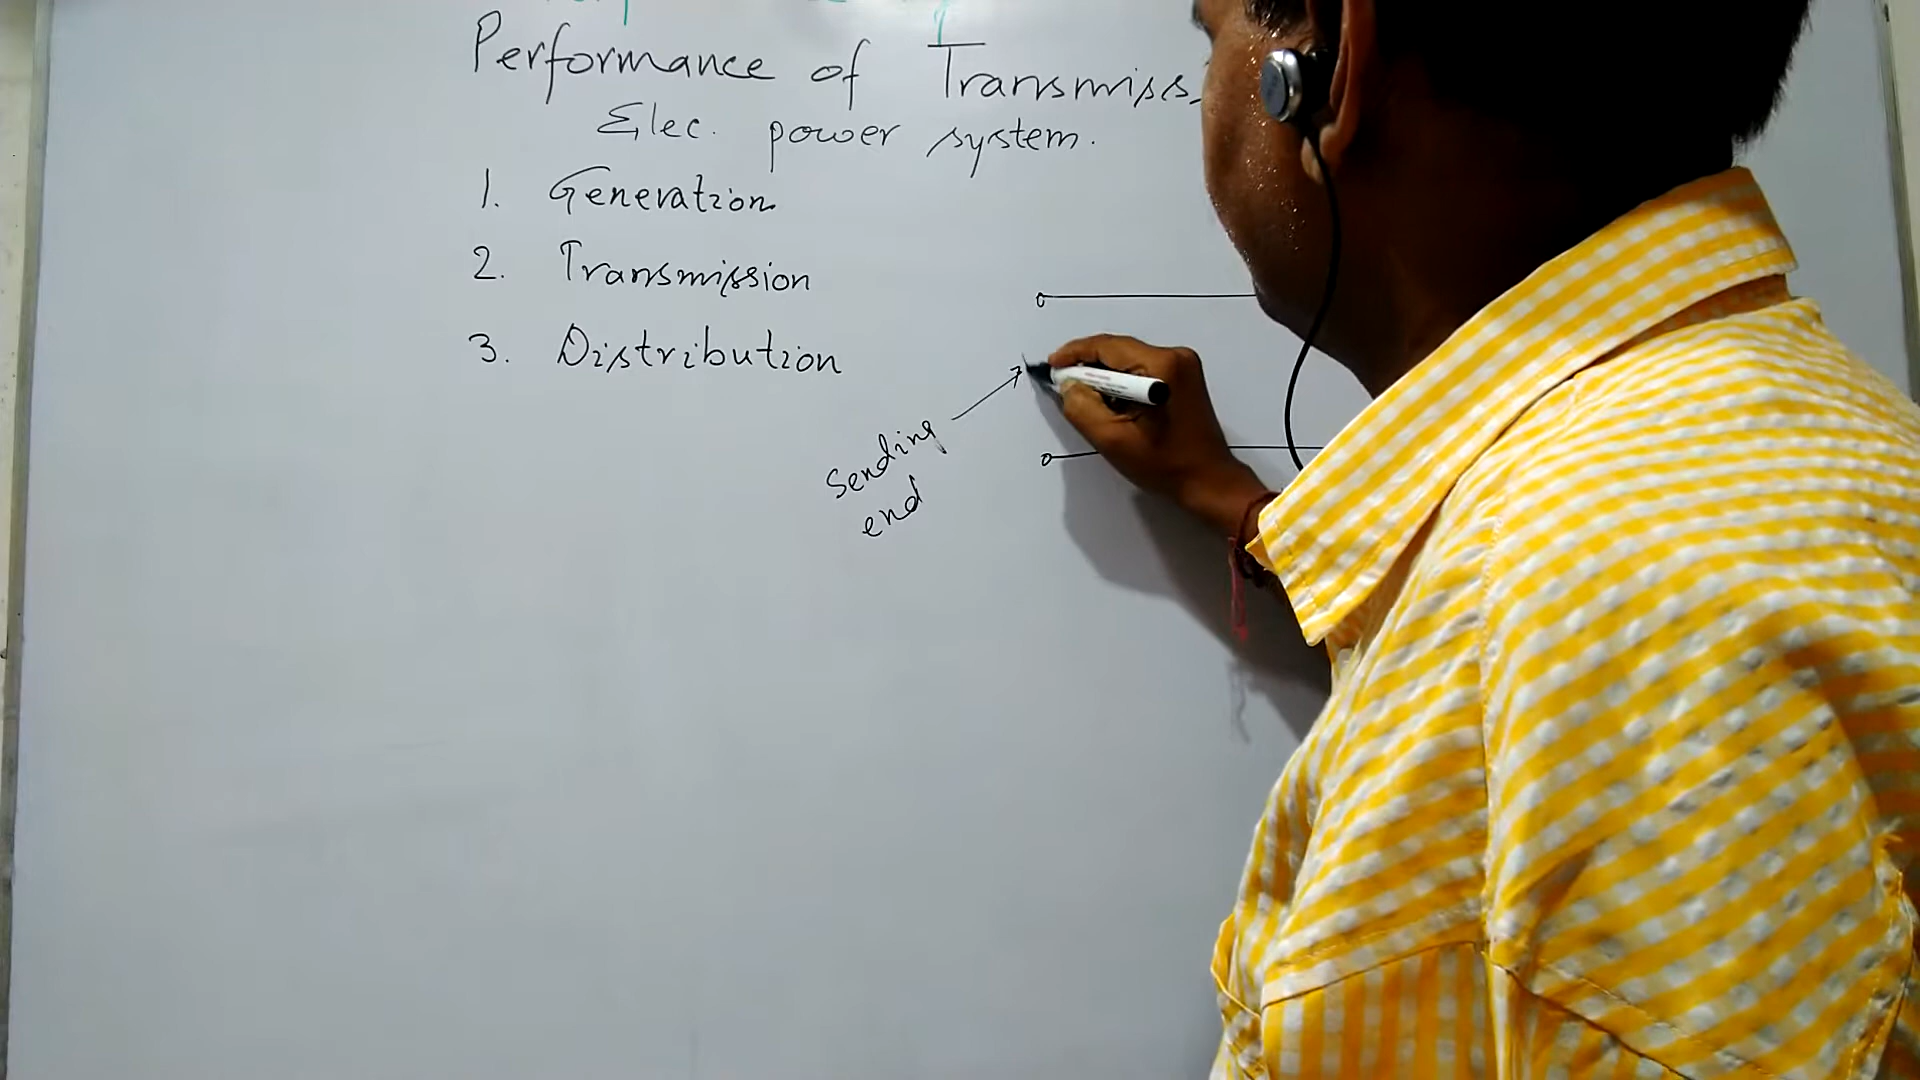 Performance of Transmiss
Elec. power system.
1. Generation
2. Transmission
3. Distribution
Sending
end